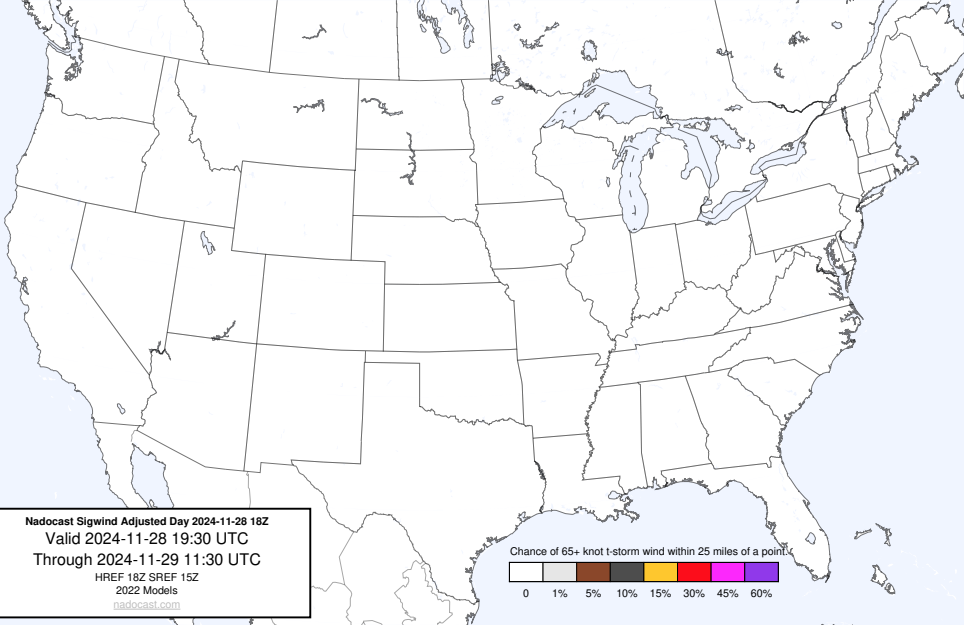 Nadocast Sigwind Adjusted Day 2024-11-28 18Z
Valid 2024-11-28 19:30 UTC
Through 2024-11-29 11:30 UTC
HREF 18Z SREF 15Z
2022 Models
nadocast.com
Chance of 65+ knot t-storm wind within 25 miles of a point.
0 1% 5% 10% 15% 30% 45% 60%